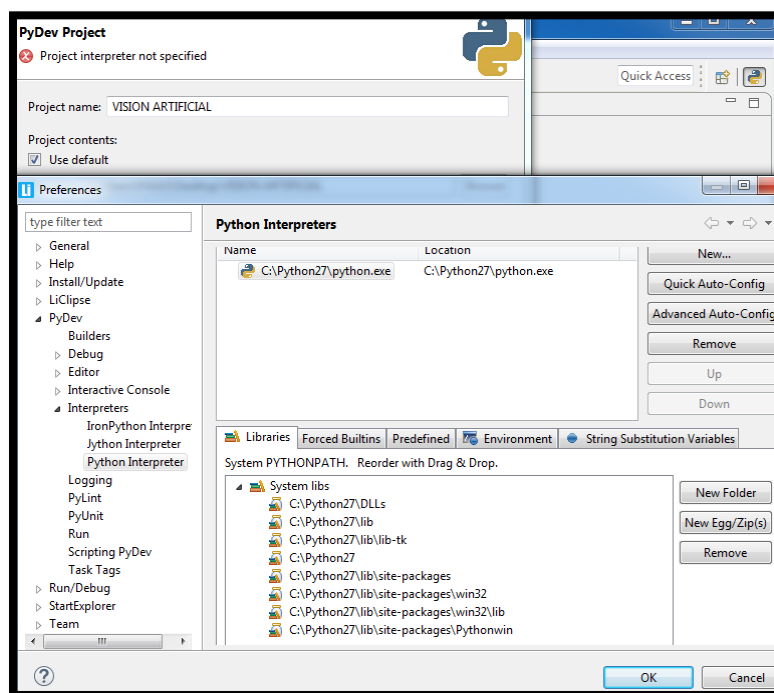 PyDev Project
Project interpreter not specified
Quick Access
Project name: VISION ARTIFICIAL
Project contents:
Use default
Li Preferences
type filter text
Python Interpreters
General
Help
Install/Update
LiClipse
PyDev
Builders
Debug
Editor
Interactive Console
Interpreters
IronPython Interpre
Jython Interpreter
Python Interpreter
Logging
PyLint
PyUnit
Run
Scripting PyDev
Task Tags
Run/Debug
StartExplorer
Team
Name Location
C:\Python27\python.exe C:\Python27\python.exe
New...
Quick Auto-Config
Advanced Auto-Config
Remove
Up
Down
Libraries Forced Builtins Predefined Environment String Substitution Variables
System PYTHONPATH. Reorder with Drag & Drop.
System libs
C:\Python27\DLLs
C:\Python27\lib
C:\Python27\lib\lib-tk
C:\Python27
C:\Python27\lib\site-packages
C:\Python27\lib\site-packages\win32
C:\Python27\lib\site-packages\win32\lib
C:\Python27\lib\site-packages\Pythonwin
New Folder
New Egg/Zip(s)
Remove
OK Cancel